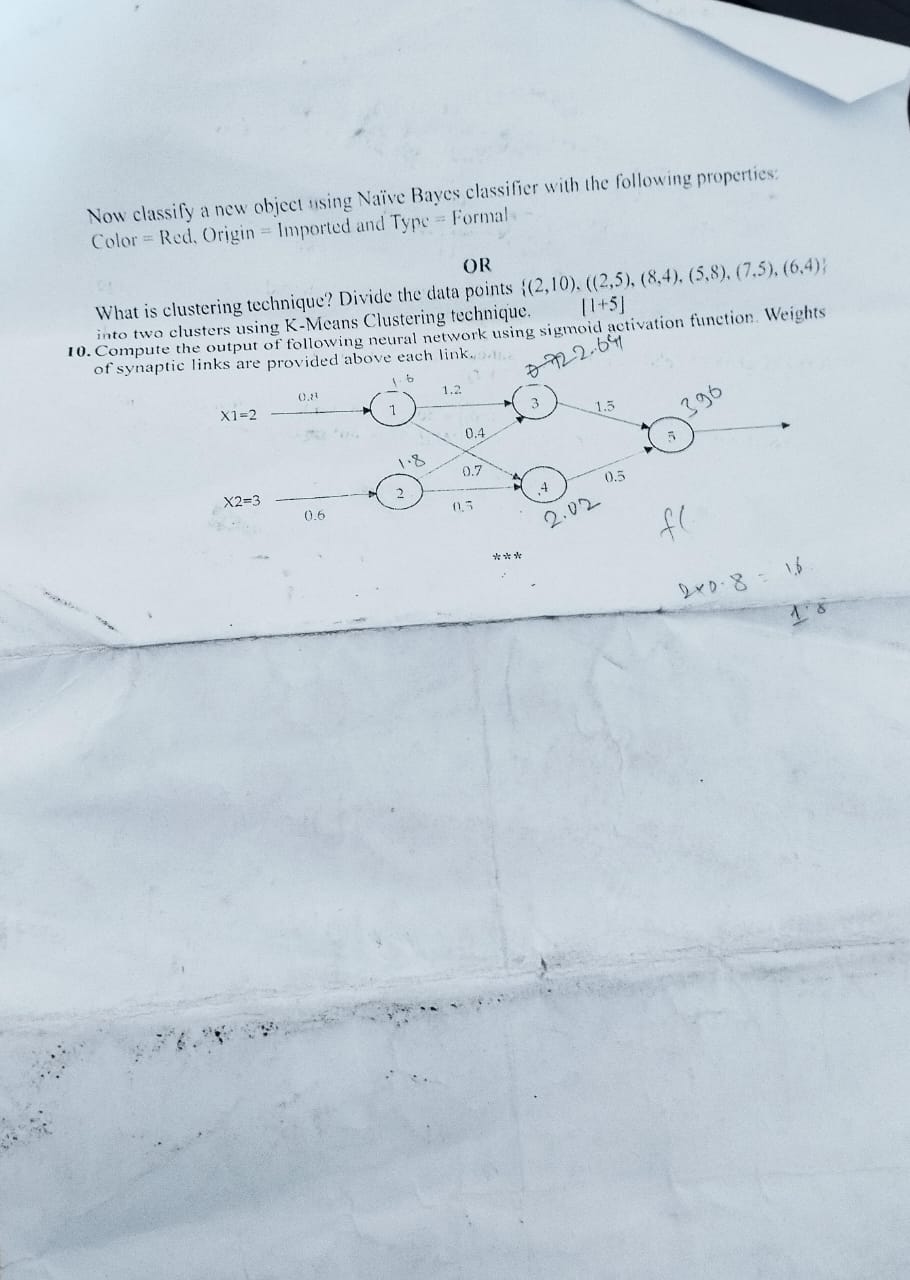 Now classify a new object using Naïve Bayes classifier with the following properties:
Color = Red, Origin = Imported and Type = Formal
OR
What is clustering technique? Divide the data points {(2,10), ((2,5), (8,4), (5,8), (7,5), (6,4)}
into two clusters using K-Means Clustering technique. [1+5]
10. Compute the output of following neural network using sigmoid activation function. Weights
of synaptic links are provided above each link.
2.64
1.6
0.8 1.2
X1=2 1 3 1.5 396
0.4 5
1.8 0.7
X2=3 2 4 0.5
0.6 0.5 2.02
f(
***
2x0.8 = 1.6
1.8